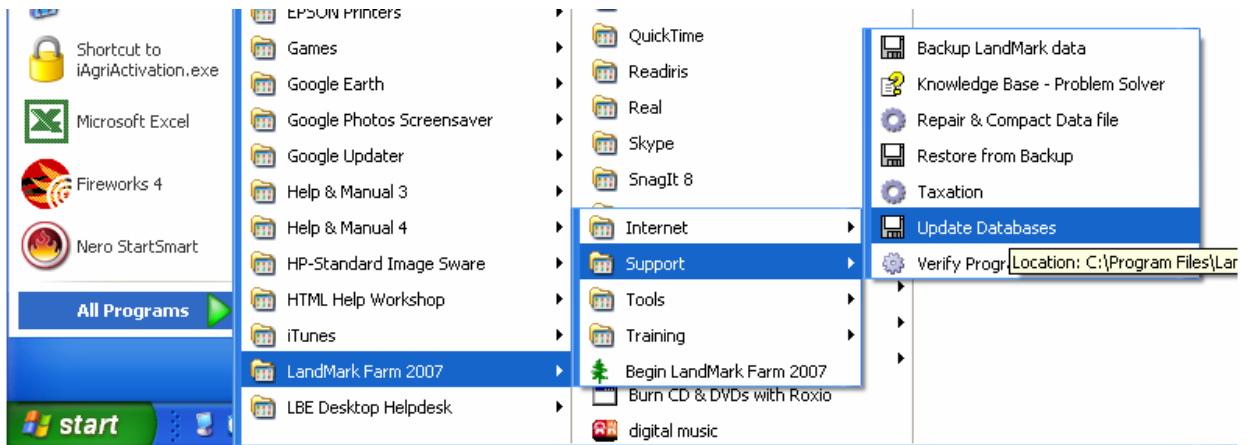 Shortcut to
iAgriActivation.exe
Microsoft Excel
Fireworks 4
Nero StartSmart
All Programs
start
EPSON Printers
Games
Google Earth
Google Photos Screensaver
Google Updater
Help & Manual 3
Help & Manual 4
HP-Standard Image Sware
HTML Help Workshop
iTunes
LandMark Farm 2007
LBE Desktop Helpdesk
QuickTime
Readiris
Real
Skype
SnagIt 8
Internet
Support
Tools
Training
Begin LandMark Farm 2007
Burn CD & DVDs with Roxio
digital music
Backup LandMark data
Knowledge Base - Problem Solver
Repair & Compact Data file
Restore from Backup
Taxation
Update Databases
Verify Progr
Location: C:\Program Files\Lar